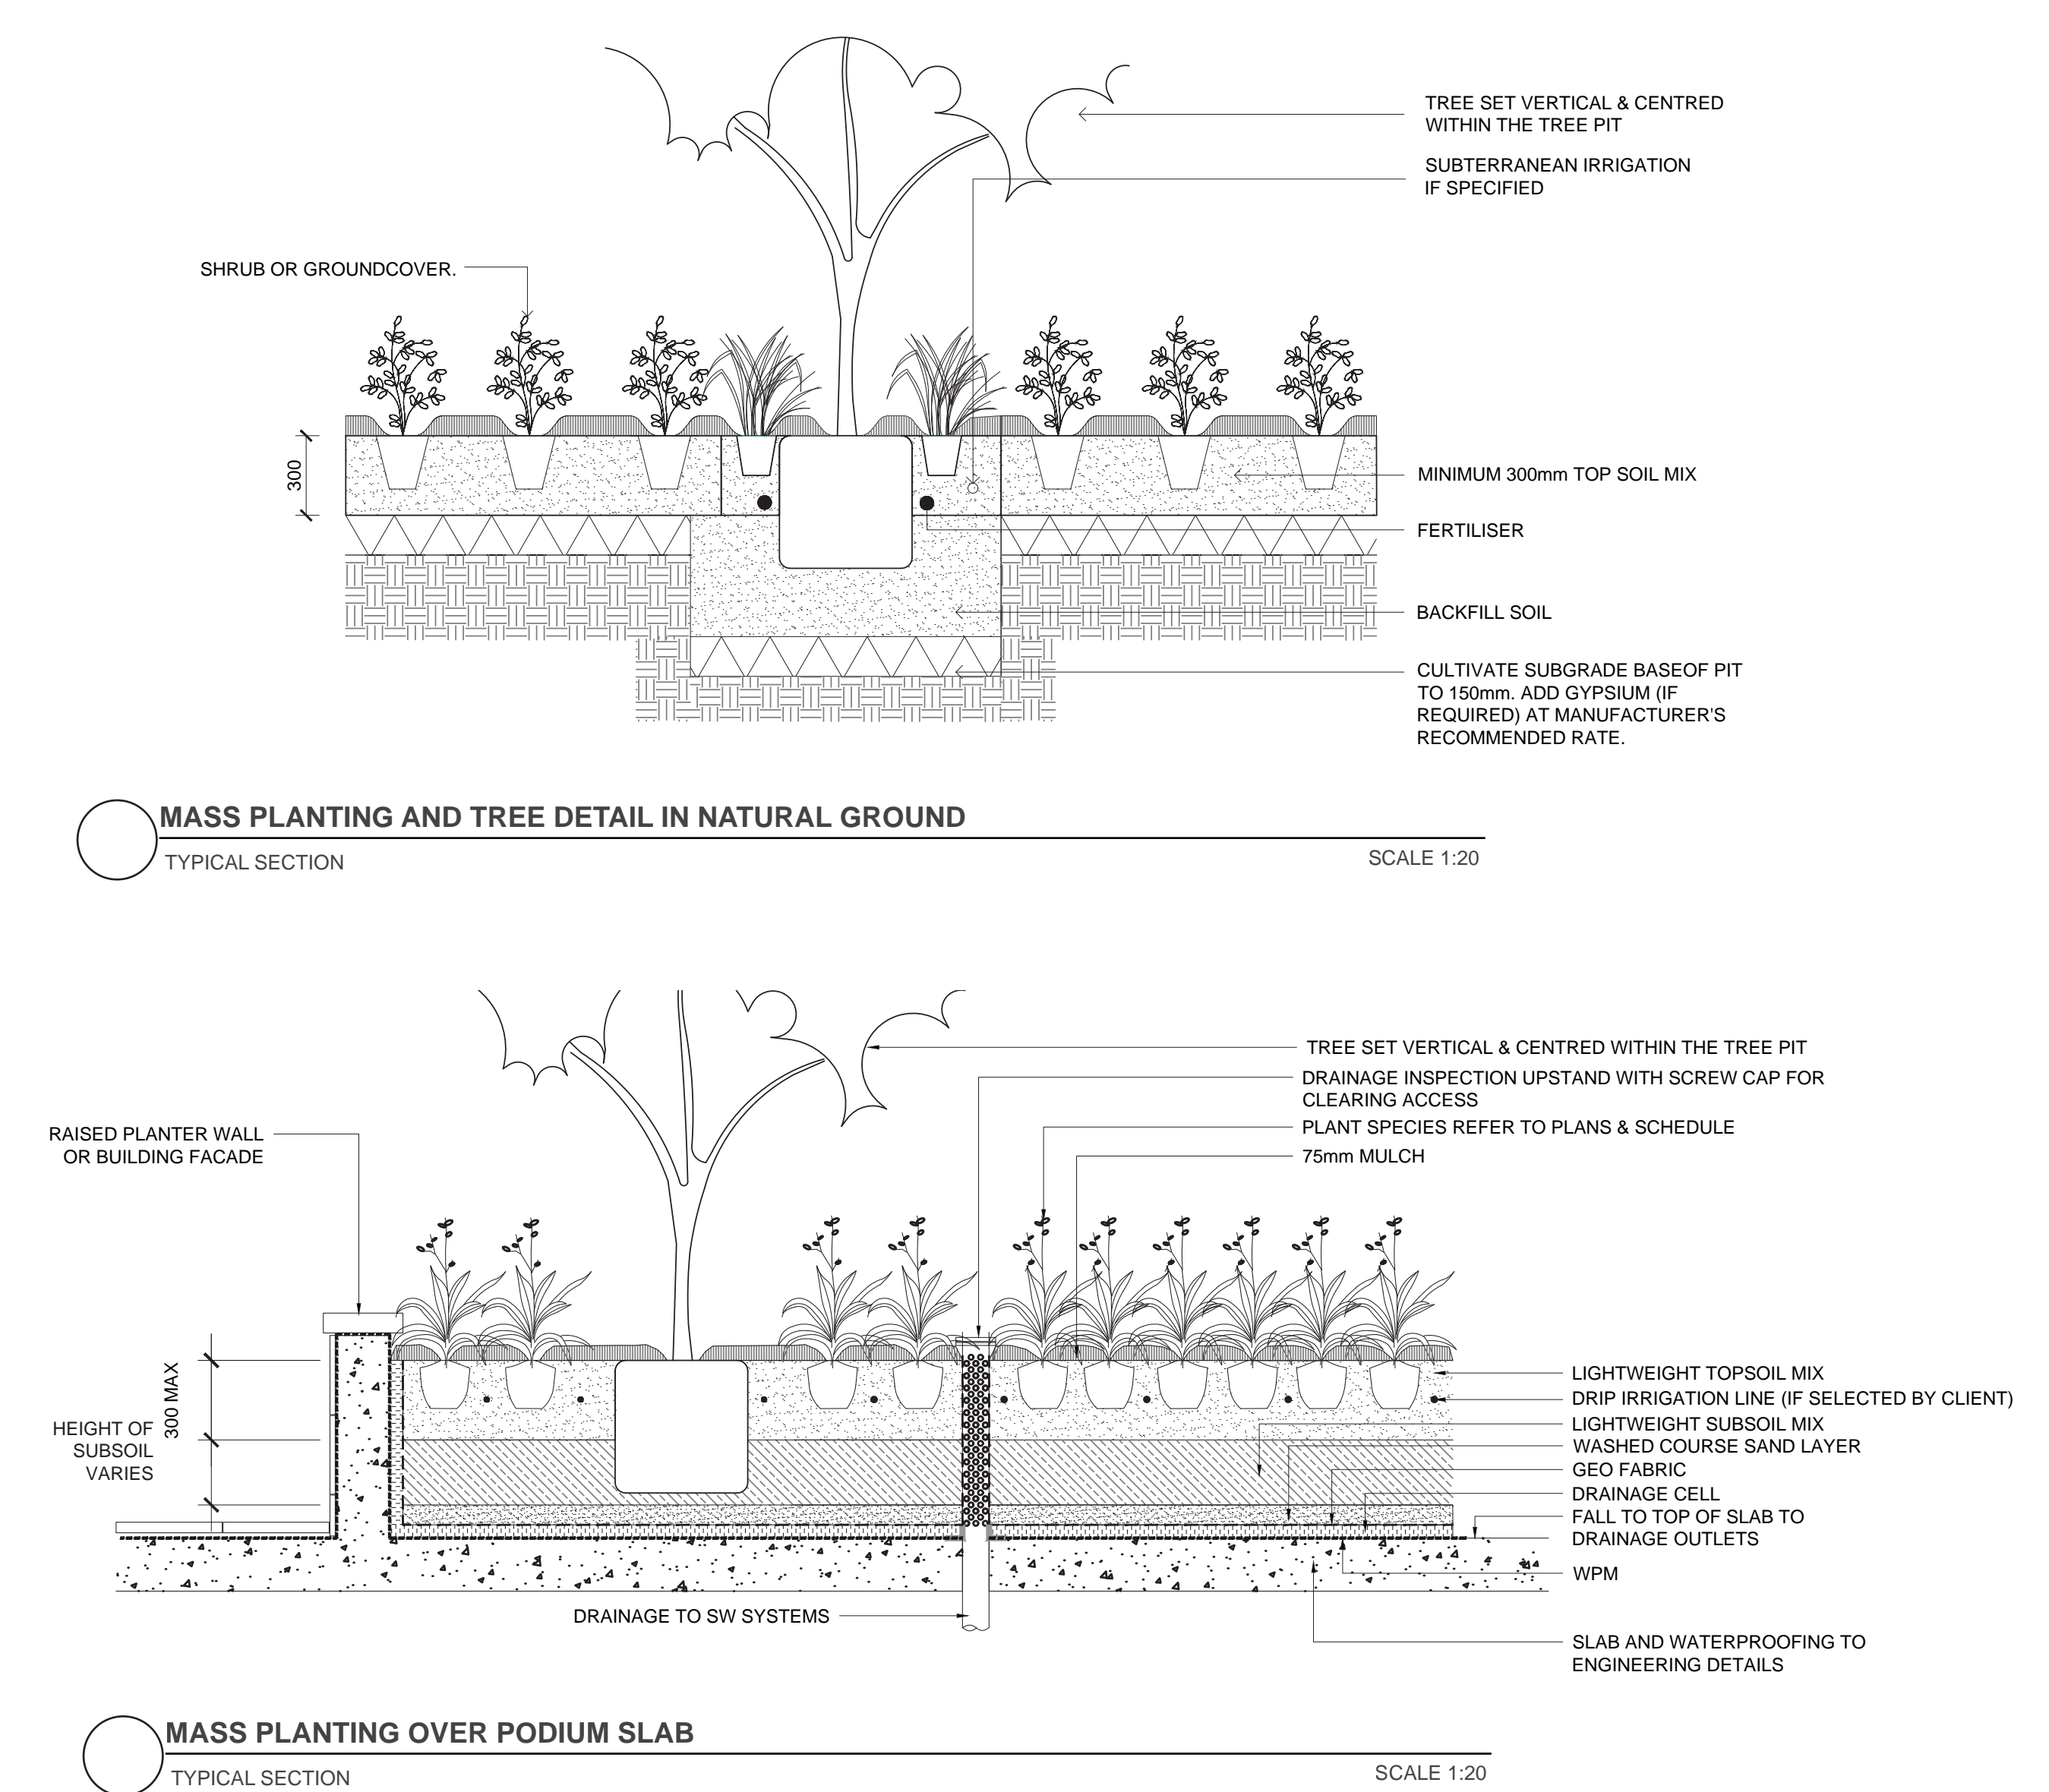 TREE SET VERTICAL & CENTRED
WITHIN THE TREE PIT
SUBTERRANEAN IRRIGATION
IF SPECIFIED
SHRUB OR GROUNDCOVER.
300
MINIMUM 300mm TOP SOIL MIX
FERTILISER
BACKFILL SOIL
CULTIVATE SUBGRADE BASEOF PIT
TO 150mm. ADD GYPSIUM (IF
REQUIRED) AT MANUFACTURER'S
RECOMMENDED RATE.
MASS PLANTING AND TREE DETAIL IN NATURAL GROUND
TYPICAL SECTION
SCALE 1:20
TREE SET VERTICAL & CENTRED WITHIN THE TREE PIT
DRAINAGE INSPECTION UPSTAND WITH SCREW CAP FOR
CLEARING ACCESS
PLANT SPECIES REFER TO PLANS & SCHEDULE
75mm MULCH
RAISED PLANTER WALL
OR BUILDING FACADE
300 MAX
HEIGHT OF
SUBSOIL
VARIES
LIGHTWEIGHT TOPSOIL MIX
DRIP IRRIGATION LINE (IF SELECTED BY CLIENT)
LIGHTWEIGHT SUBSOIL MIX
WASHED COURSE SAND LAYER
GEO FABRIC
DRAINAGE CELL
FALL TO TOP OF SLAB TO
DRAINAGE OUTLETS
WPM
DRAINAGE TO SW SYSTEMS
SLAB AND WATERPROOFING TO
ENGINEERING DETAILS
MASS PLANTING OVER PODIUM SLAB
TYPICAL SECTION
SCALE 1:20